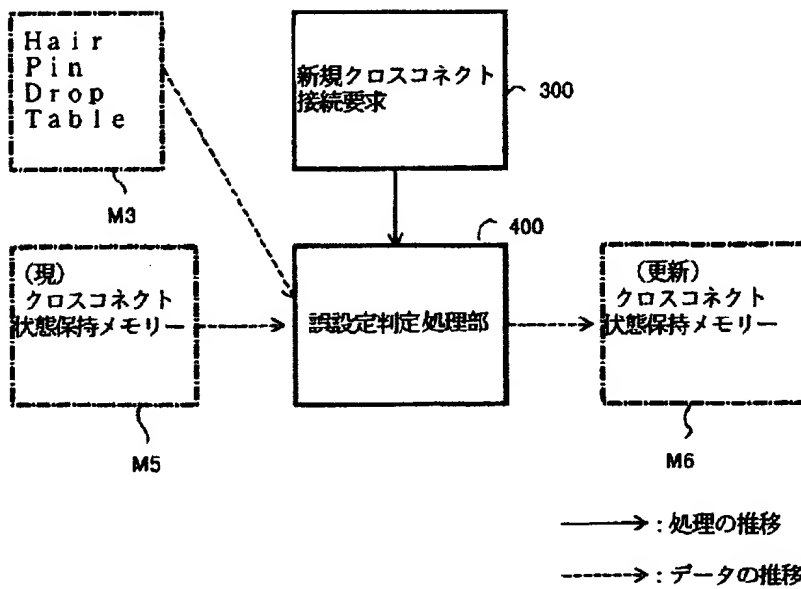 Hair
Pin
Drop
Table
M3
新規クロスコネクト
接続要求
300
400
(現)
クロスコネクト
状態保持メモリー
M5
誤設定判定処理部
(更新)
クロスコネクト
状態保持メモリー
M6
:処理の推移
:データの推移